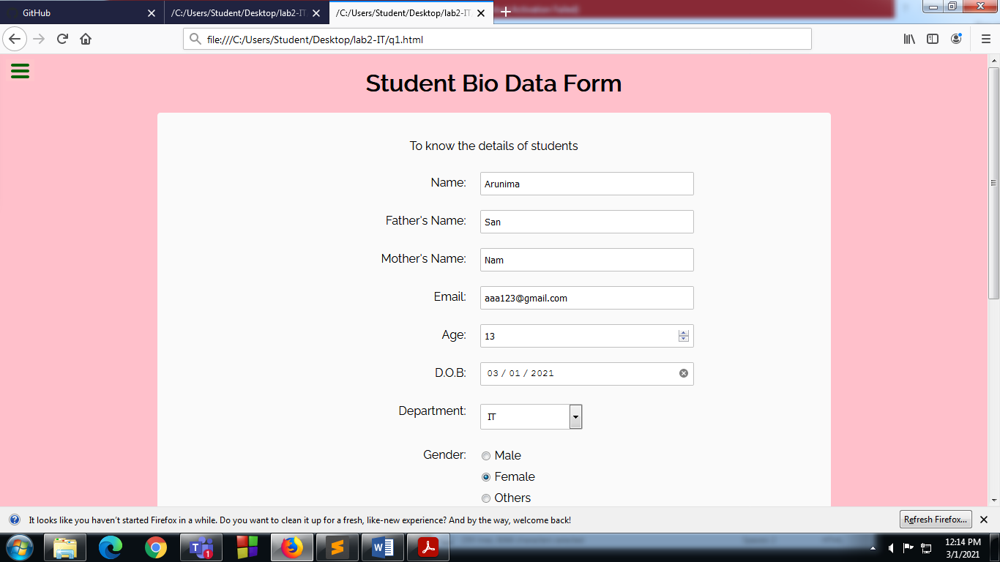 GitHub
/C:/Users/Student/Desktop/lab2-IT
/C:/Users/Student/Desktop/lab2-IT
file:///C:/Users/Student/Desktop/lab2-IT/q1.html
Student Bio Data Form
To know the details of students
Name: Arunima
Father's Name: San
Mother's Name: Nam
Email: aaa123@gmail.com
Age: 13
D.O.B: 03 / 01 / 2021
Department: IT
Gender: Male
Female
Others
It looks like you haven't started Firefox in a while. Do you want to clean it up for a fresh, like-new experience? And by the way, welcome back! Refresh Firefox...
12:14 PM
3/1/2021